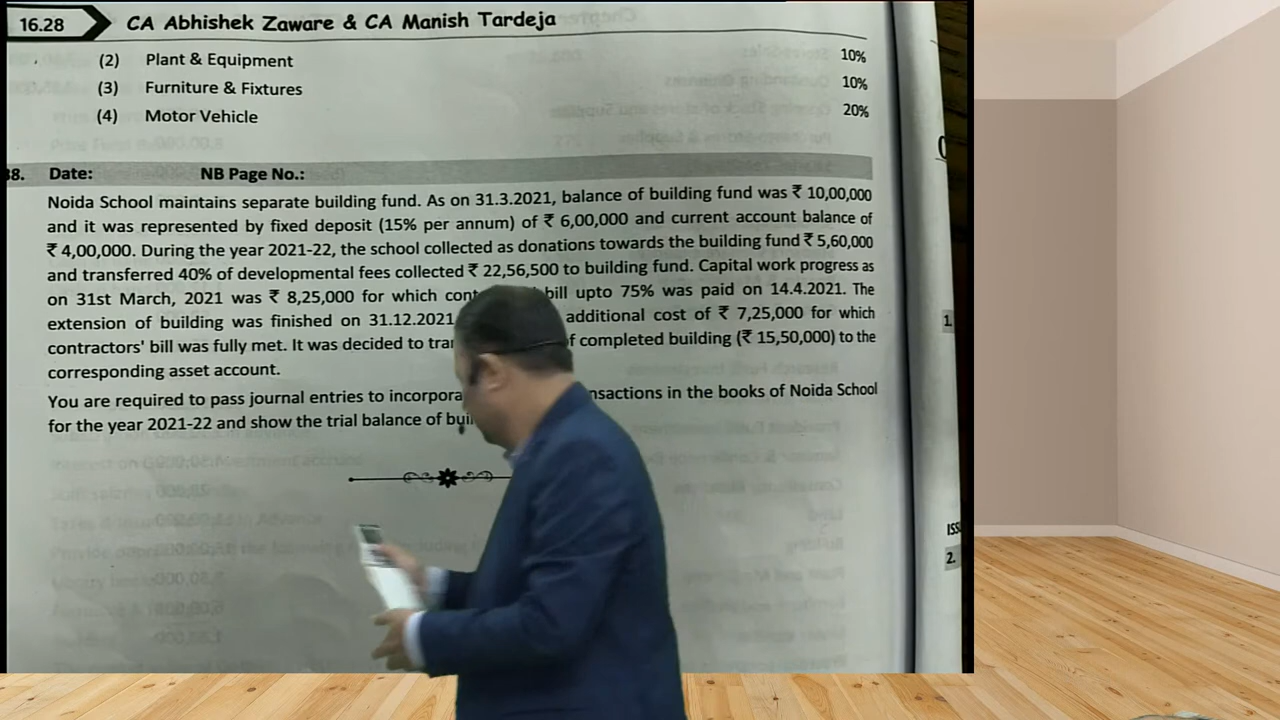 16.28 CA Abhishek Zaware & CA Manish Tardeja
(2) Plant & Equipment 10%
(3) Furniture & Fixtures 10%
(4) Motor Vehicle 20%
38. Date: NB Page No.:
Noida School maintains separate building fund. As on 31.3.2021, balance of building fund was ₹ 10,00,000
and it was represented by fixed deposit (15% per annum) of ₹ 6,00,000 and current account balance of
₹ 4,00,000. During the year 2021-22, the school collected as donations towards the building fund ₹ 5,60,000
and transferred 40% of developmental fees collected ₹ 22,56,500 to building fund. Capital work progress as
on 31st March, 2021 was ₹ 8,25,000 for which bill upto 75% was paid on 14.4.2021. The
extension of building was finished on 31.12.2021 additional cost of ₹ 7,25,000 for which
contractors' bill was fully met. It was decided to of completed building (₹ 15,50,000) to the
corresponding asset account.
You are required to pass journal entries to in the books of Noida School
for the year 2021-22 and show the trial balance of
1.
ISS
2.